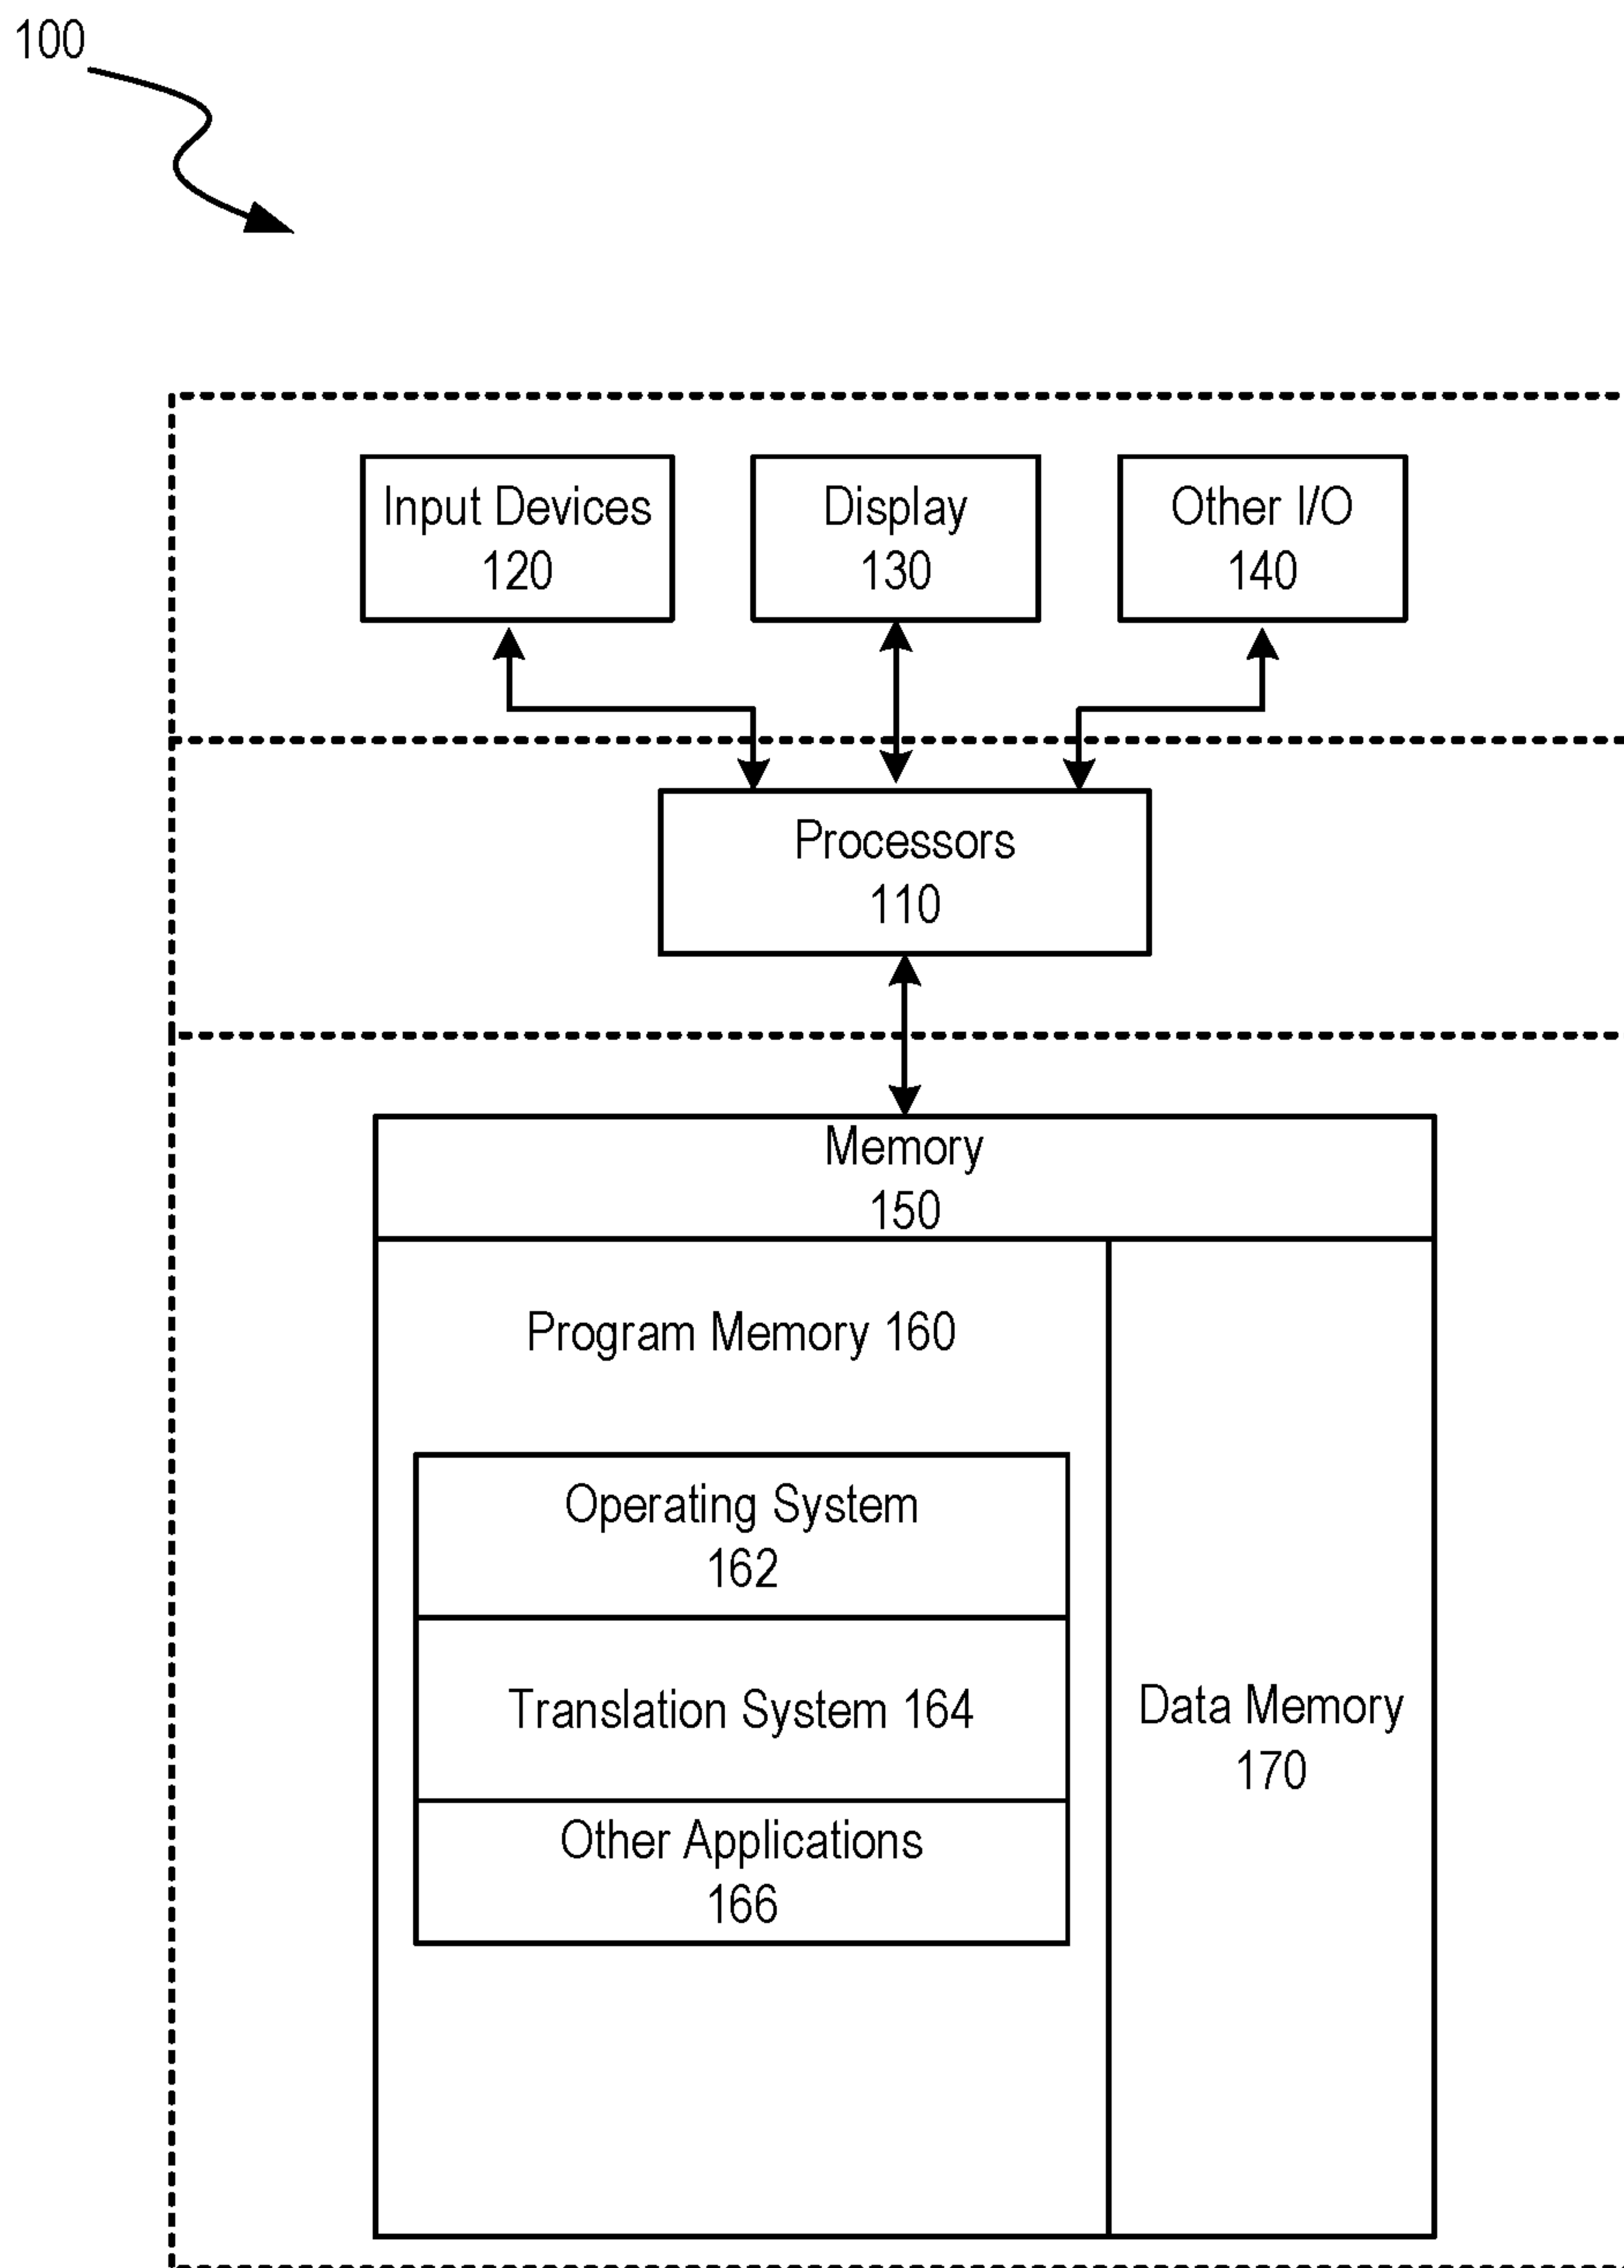 100
Input Devices
120
Display
130
Other I/O
140
Processors
110
Memory
150
Program Memory 160
Operating System
162
Translation System 164
Other Applications
166
Data Memory
170